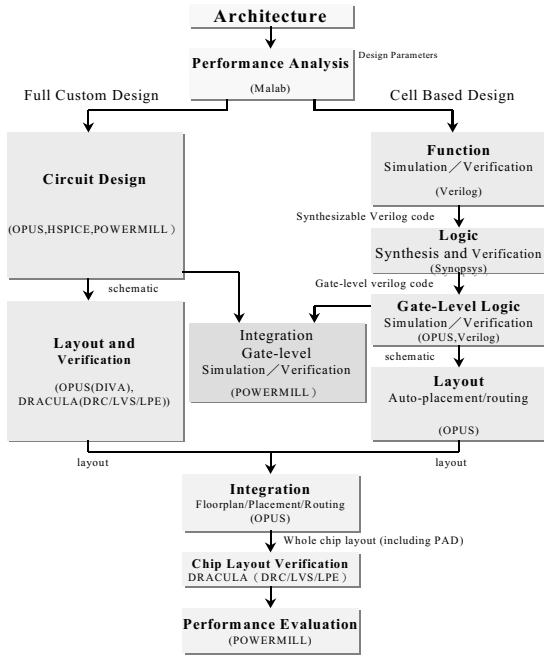 Architecture
Performance Analysis
(Malab)
Design Parameters
Full Custom Design
Cell Based Design
Circuit Design
(OPUS,HSPICE,POWERMILL）
Function
Simulation／Verification
(Verilog)
Synthesizable Verilog code
Logic
Synthesis and Verification
(Synopsys)
schematic
Gate-level verilog code
Layout and
Verification
(OPUS(DIVA),
DRACULA(DRC/LVS/LPE))
Integration
Gate-level
Simulation／Verification
(POWERMILL）
Gate-Level Logic
Simulation／Verification
(OPUS,Verilog)
schematic
Layout
Auto-placement/routing
(OPUS)
layout
layout
Integration
Floorplan/Placement/Routing
(OPUS)
Whole chip layout (including PAD)
Chip Layout Verification
DRACULA（DRC/LVS/LPE）
Performance Evaluation
(POWERMILL)